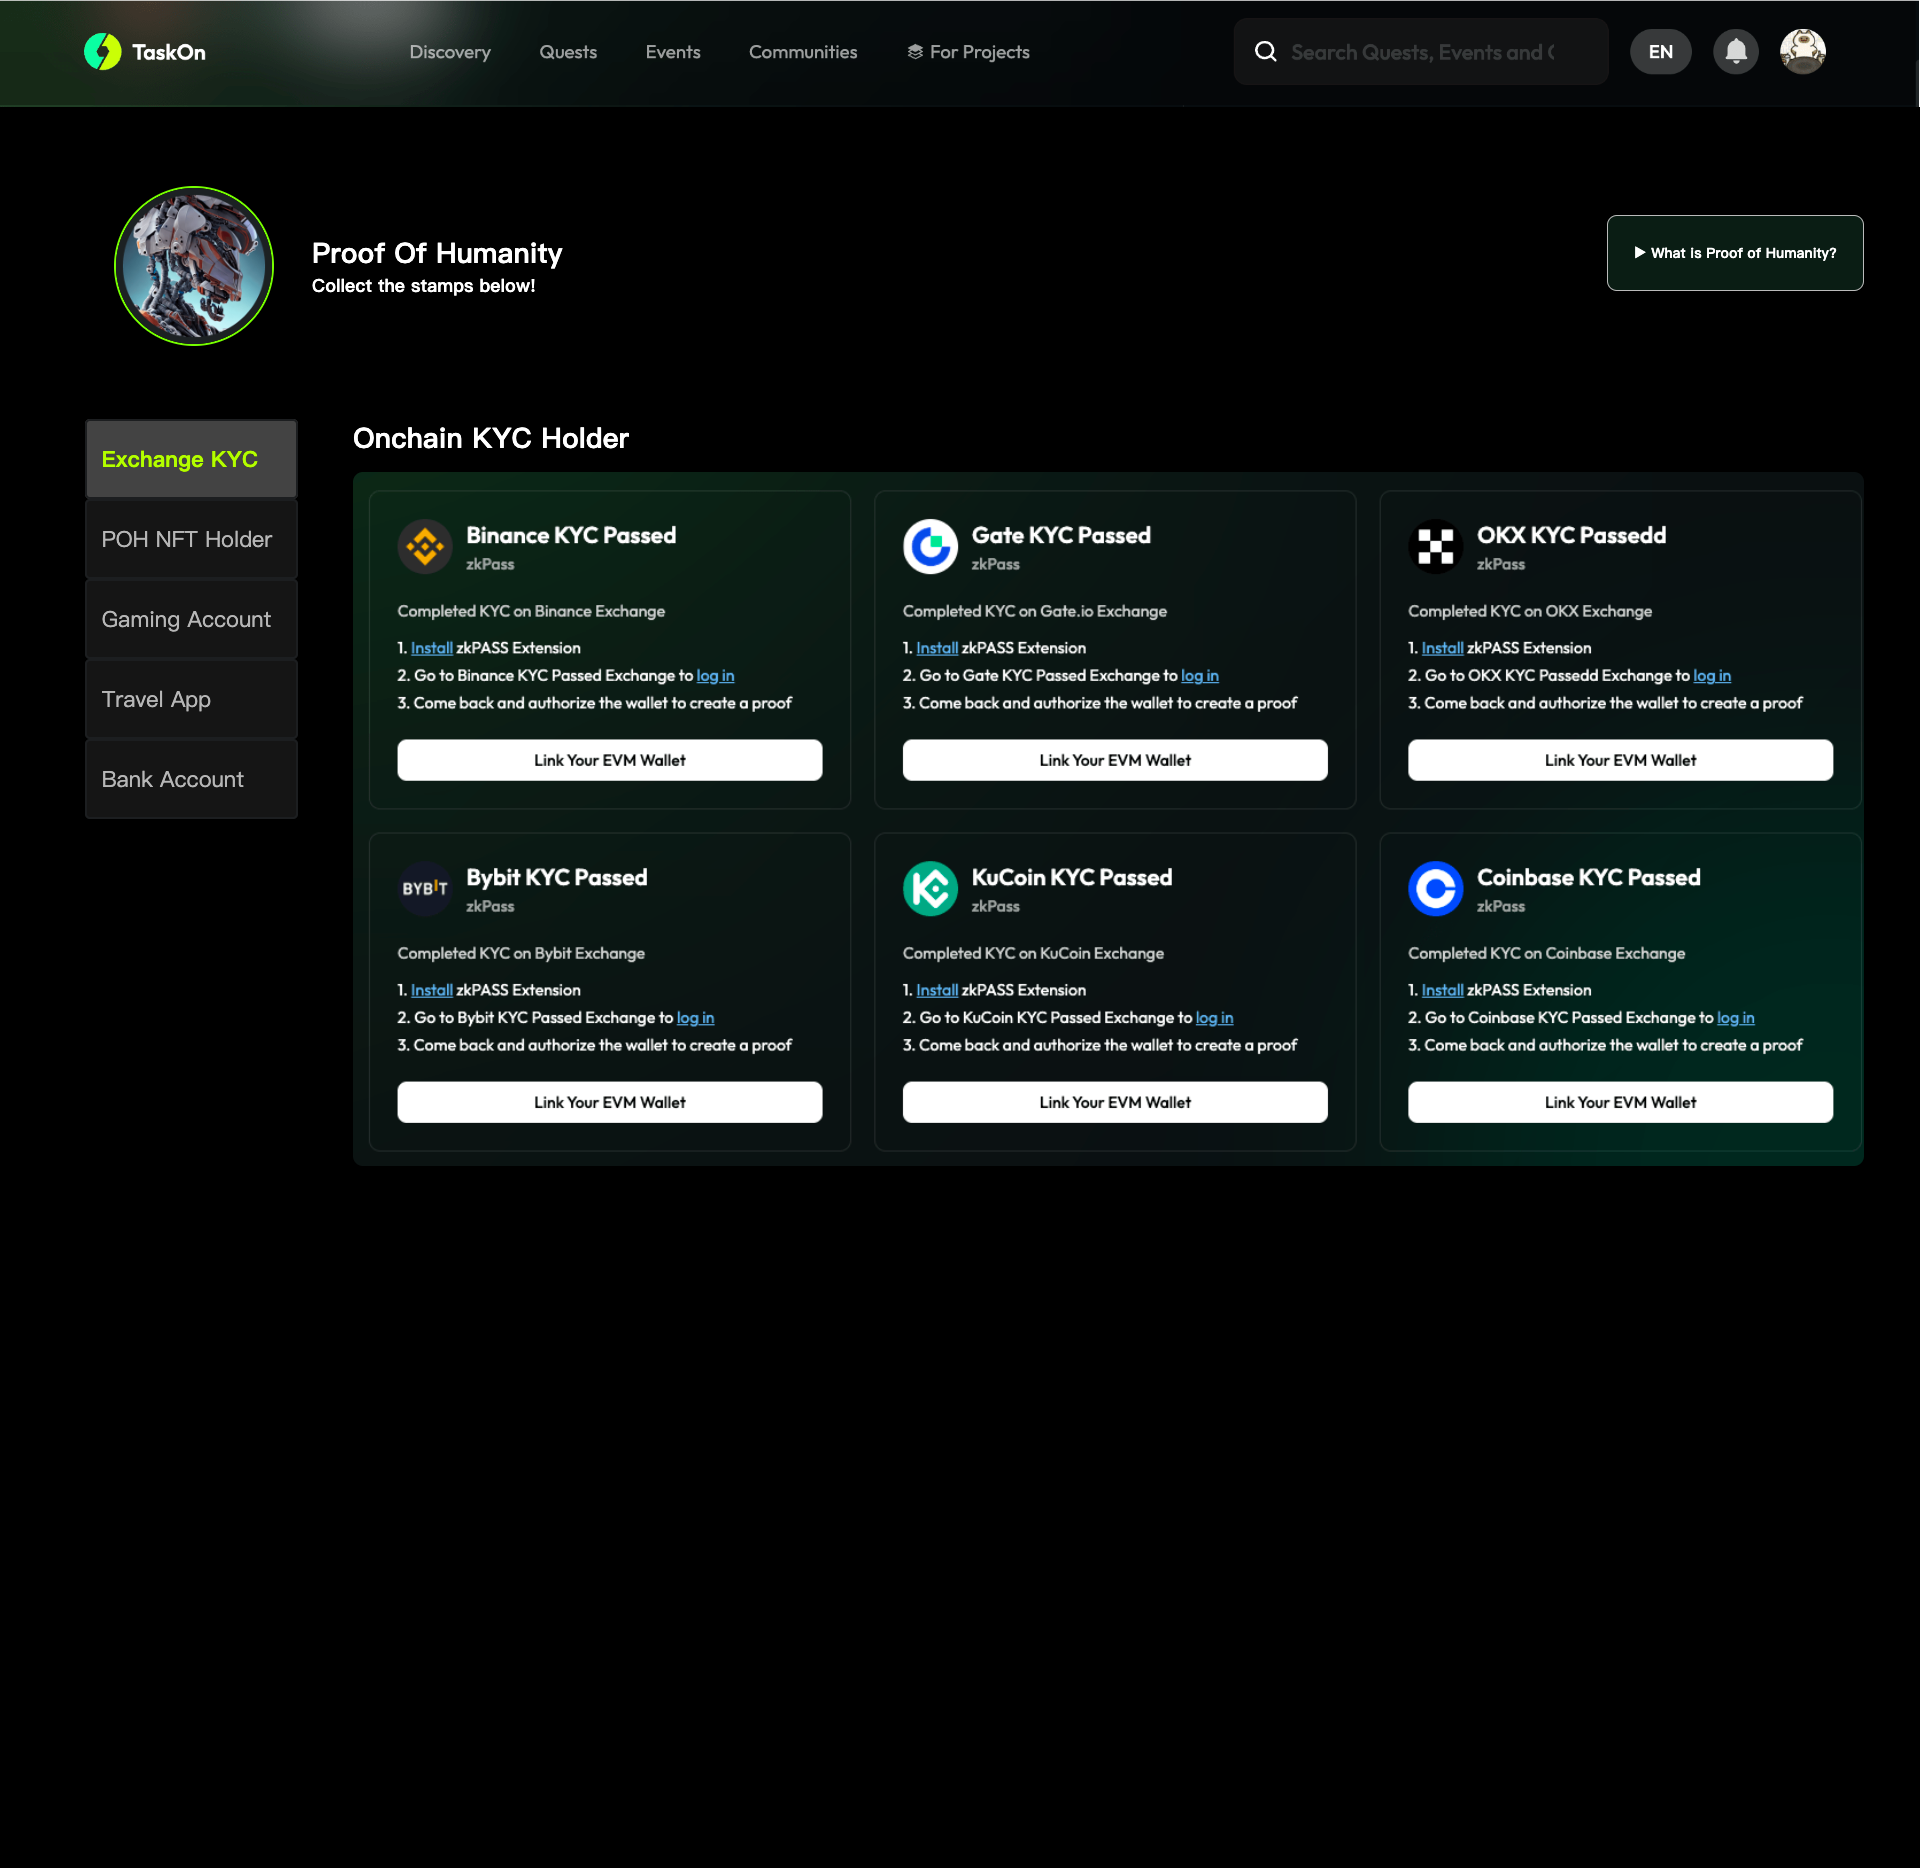 TaskOn
Discovery
Quests
Events
Communities
For Projects
Search Quests, Events and
EN
Proof Of Humanity
Collect the stamps below!
▶ What is Proof of Humanity?
Exchange KYC
POH NFT Holder
Gaming Account
Travel App
Bank Account
Onchain KYC Holder
Binance KYC Passed
zkPass
Completed KYC on Binance Exchange
1. Install zkPASS Extension
2. Go to Binance KYC Passed Exchange to log in
3. Come back and authorize the wallet to create a proof
Link Your EVM Wallet
Gate KYC Passed
zkPass
Completed KYC on Gate.io Exchange
1. Install zkPASS Extension
2. Go to Gate KYC Passed Exchange to log in
3. Come back and authorize the wallet to create a proof
Link Your EVM Wallet
OKX KYC Passedd
zkPass
Completed KYC on OKX Exchange
1. Install zkPASS Extension
2. Go to OKX KYC Passedd Exchange to log in
3. Come back and authorize the wallet to create a proof
Link Your EVM Wallet
BYBIT
Bybit KYC Passed
zkPass
Completed KYC on Bybit Exchange
1. Install zkPASS Extension
2. Go to Bybit KYC Passed Exchange to log in
3. Come back and authorize the wallet to create a proof
Link Your EVM Wallet
KuCoin KYC Passed
zkPass
Completed KYC on KuCoin Exchange
1. Install zkPASS Extension
2. Go to KuCoin KYC Passed Exchange to log in
3. Come back and authorize the wallet to create a proof
Link Your EVM Wallet
Coinbase KYC Passed
zkPass
Completed KYC on Coinbase Exchange
1. Install zkPASS Extension
2. Go to Coinbase KYC Passed Exchange to log in
3. Come back and authorize the wallet to create a proof
Link Your EVM Wallet